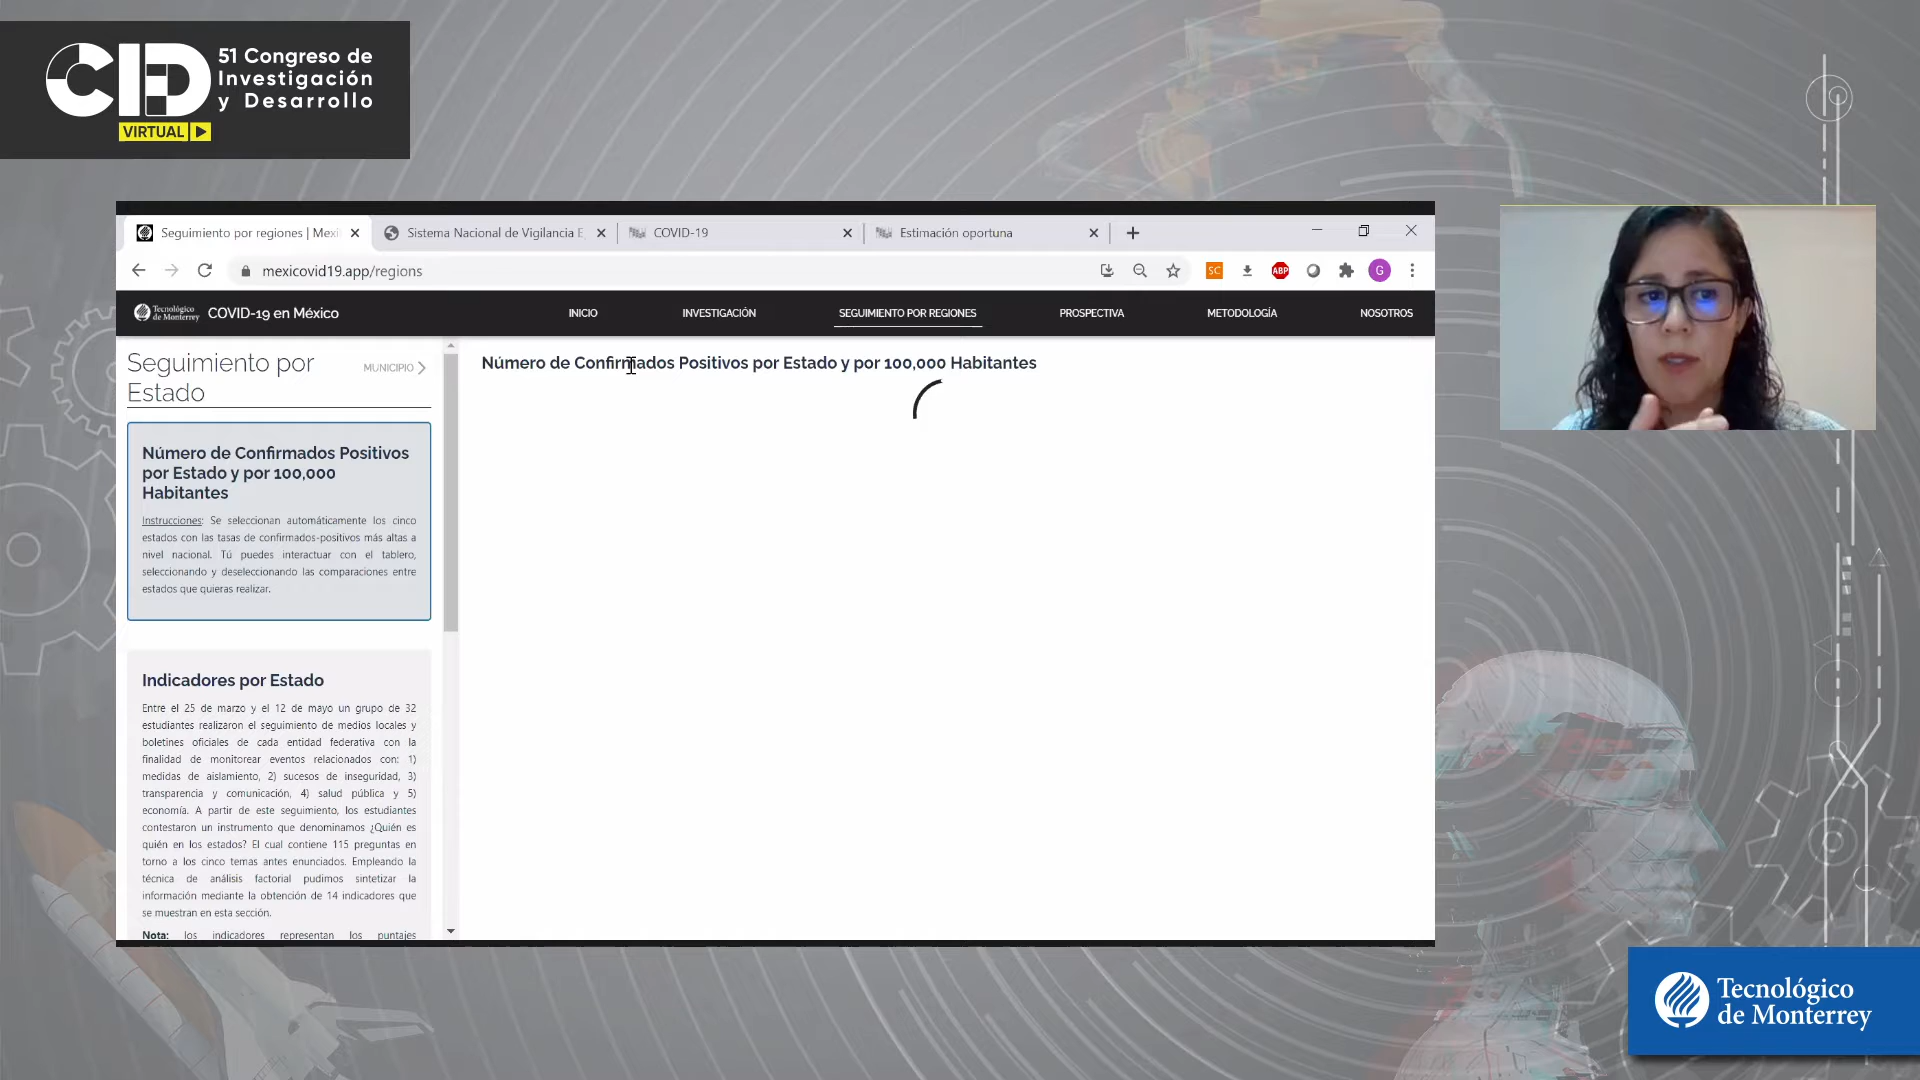 CID
51 Congreso de
Investigación
y Desarrollo
VIRTUAL
Seguimiento por regiones | Mexi
Sistema Nacional de Vigilancia E
COVID-19
Estimación oportuna
mexicovid19.app/regions
SC
ABP
G
Tecnológico
de Monterrey
COVID-19 en México
INICIO
INVESTIGACIÓN
SEGUIMIENTO POR REGIONES
PROSPECTIVA
METODOLOGÍA
NOSOTROS
Seguimiento por
Estado
MUNICIPIO
Número de Confirmados Positivos
por Estado y por 100,000
Habitantes
Instrucciones: Se seleccionan automáticamente los cinco
estados con las tasas de confirmados-positivos más altas a
nivel nacional. Tú puedes interactuar con el tablero,
seleccionando y deseleccionando las comparaciones entre
estados que quieras realizar.
Indicadores por Estado
Entre el 25 de marzo y el 12 de mayo un grupo de 32
estudiantes realizaron el seguimiento de medios locales y
boletines oficiales de cada entidad federativa con la
finalidad de monitorear eventos relacionados con: 1)
medidas de aislamiento, 2) sucesos de inseguridad, 3)
transparencia y comunicación, 4) salud pública y 5)
economía. A partir de este seguimiento, los estudiantes
contestaron un instrumento que denominamos ¿Quién es
quién en los estados? El cual contiene 115 preguntas en
torno a los cinco temas antes enunciados. Empleando la
técnica de análisis factorial pudimos sintetizar la
información mediante la obtención de 14 indicadores que
se muestran en esta sección.
Nota: los indicadores representan los puntajes
Número de Confirmados Positivos por Estado y por 100,000 Habitantes
Tecnológico
de Monterrey